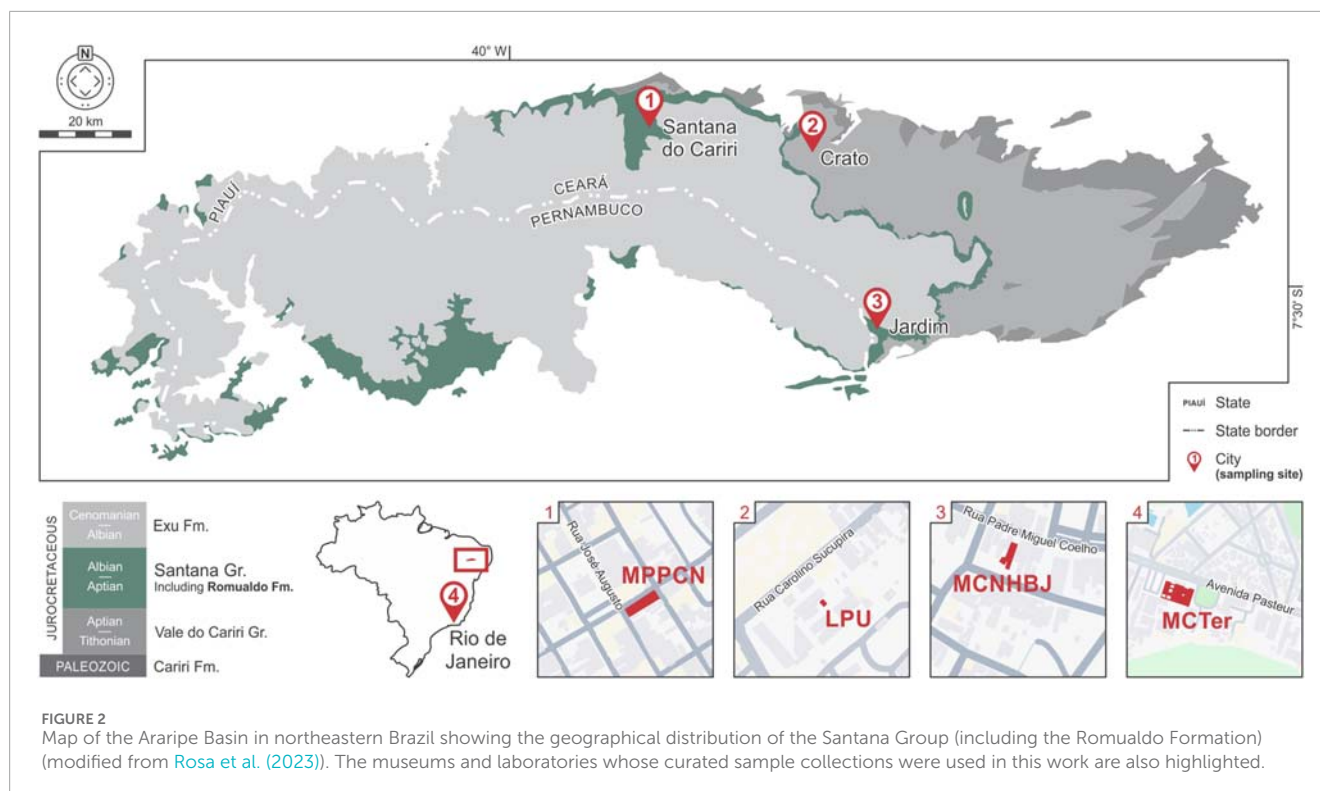 N
20 km
40° W
7°30' S
1
Santana
do Cariri
2
Crato
PIAUÍ
CEARÁ
PERNAMBUCO
3
Jardim
PIAUÍ State
State border
1 City
(sampling site)
JUROCRETACEOUS
Cenomanian
Albian
Exu Fm.
Albian
Aptian
Santana Gr.
Including Romualdo Fm.
Aptian
Tithonian
Vale do Cariri Gr.
PALEOZOIC
Cariri Fm.
4
Rio de
Janeiro
1
Rua José Augusto
MPPCN
2
Rua Carolino Sucupira
LPU
3
Rua Padre Miguel Coelho
MCNHBJ
4
Avenida Pasteur
MCTer
FIGURE 2
Map of the Araripe Basin in northeastern Brazil showing the geographical distribution of the Santana Group (including the Romualdo Formation)
(modified from Rosa et al. (2023)). The museums and laboratories whose curated sample collections were used in this work are also highlighted.